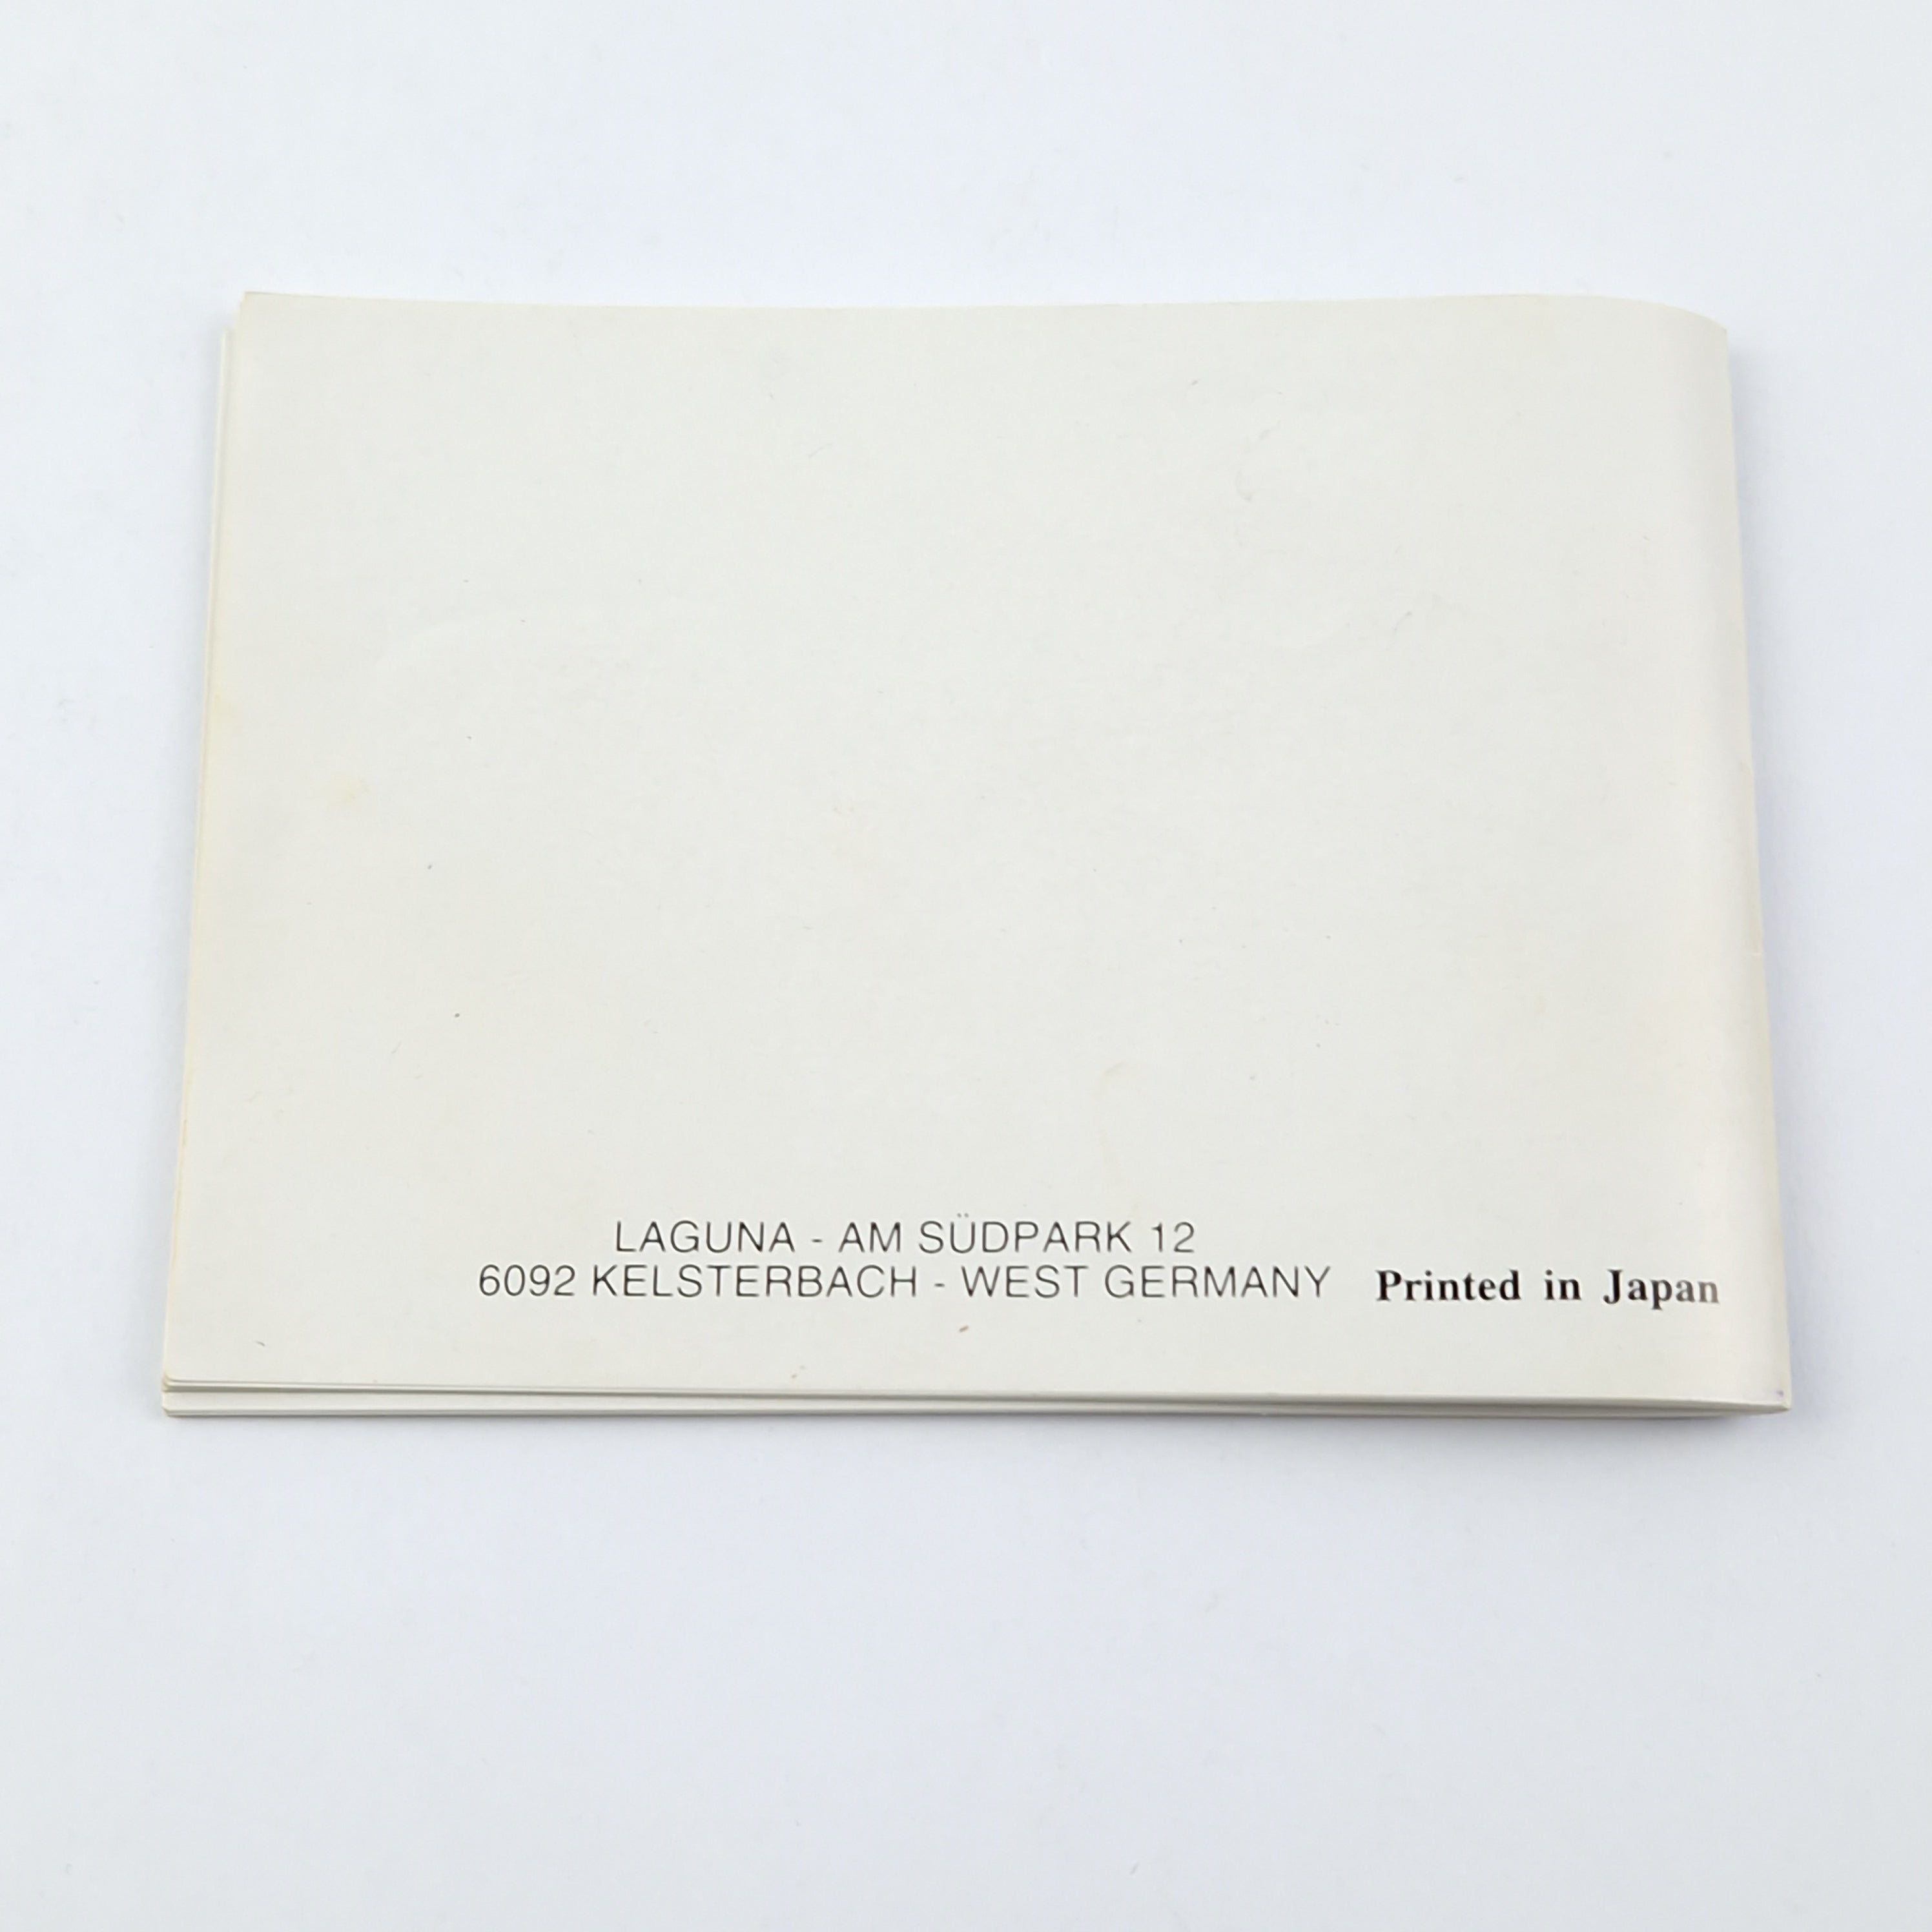 LAGUNA - AM SÜDPARK 12
6092 KELSTERBACH - WEST GERMANY Printed in Japan